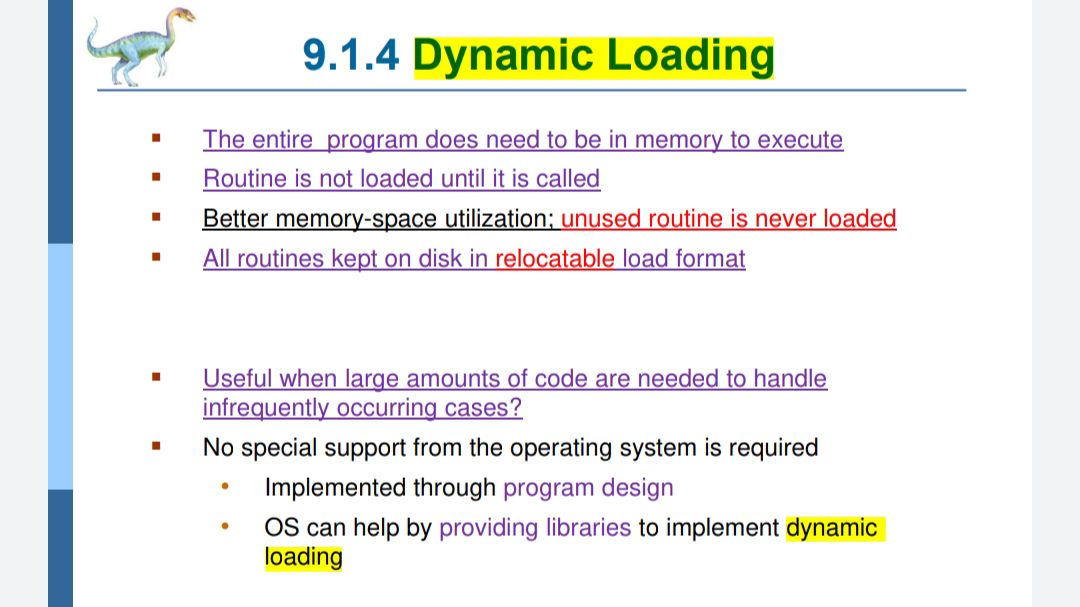 9.1.4 Dynamic Loading
The entire program does need to be in memory to execute
Routine is not loaded until it is called
Better memory-space utilization; unused routine is never loaded
All routines kept on disk in relocatable load format
Useful when large amounts of code are needed to handle
infrequently occurring cases?
No special support from the operating system is required
Implemented through program design
OS can help by providing libraries to implement dynamic
loading